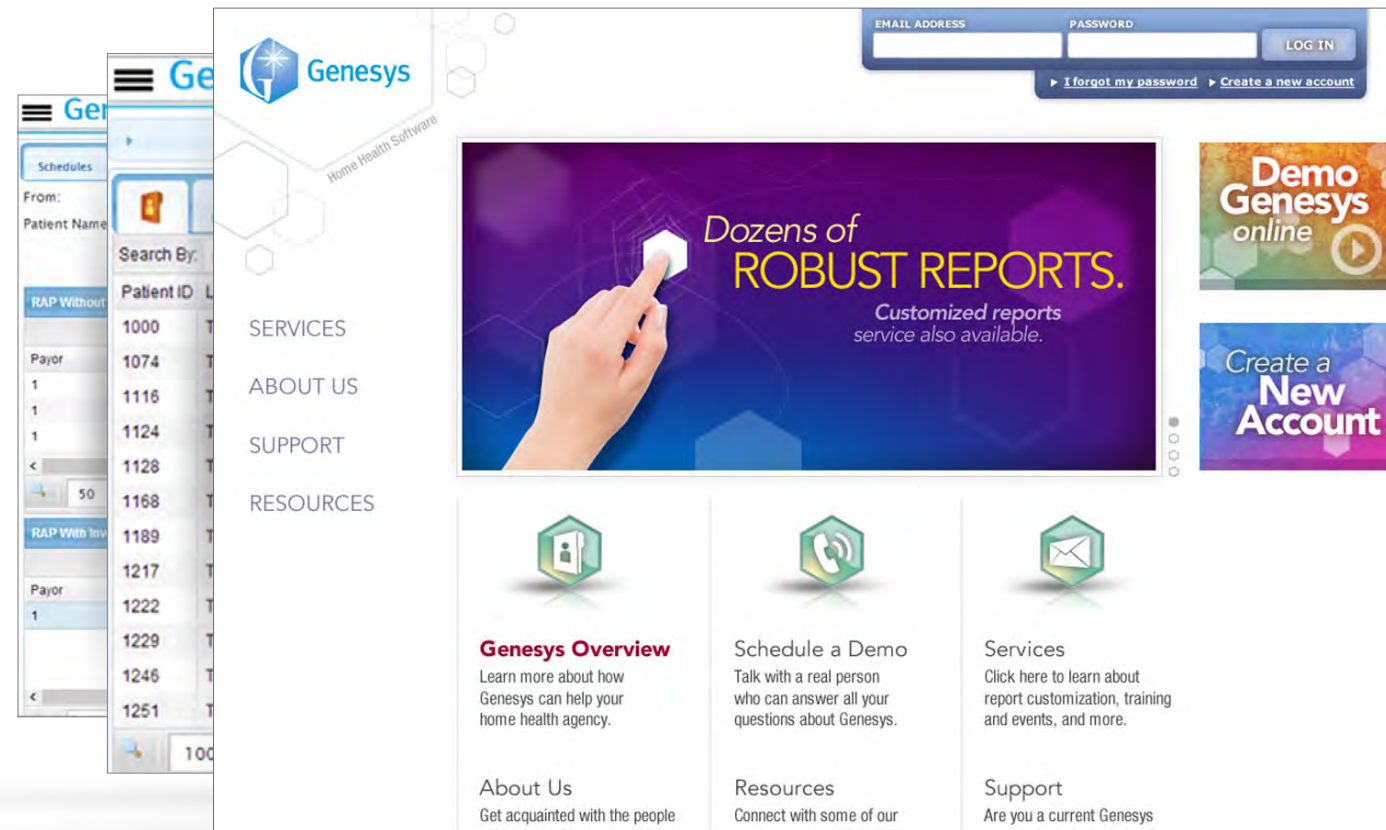 Ge
Schedules
From:
Patient Name
RAP Without
Payor
1
1
1
50
RAP With Inv
Payor
1
Ge
Search By:
Patient ID L
1000 T
1074 T
1116 T
1124 T
1128 T
1168 T
1189 T
1217 T
1222 T
1229 T
1246 T
1251 T
100
Genesys
Home Health Software
EMAIL ADDRESS PASSWORD
LOG IN
I forgot my password Create a new account
SERVICES
ABOUT US
SUPPORT
RESOURCES
Dozens of
ROBUST REPORTS.
Customized reports
service also available.
Demo
Genesys
online
Create a
New
Account
Genesys Overview
Learn more about how
Genesys can help your
home health agency.
Schedule a Demo
Talk with a real person
who can answer all your
questions about Genesys.
Services
Click here to learn about
report customization, training
and events, and more.
About Us
Get acquainted with the people
Resources
Connect with some of our
Support
Are you a current Genesys